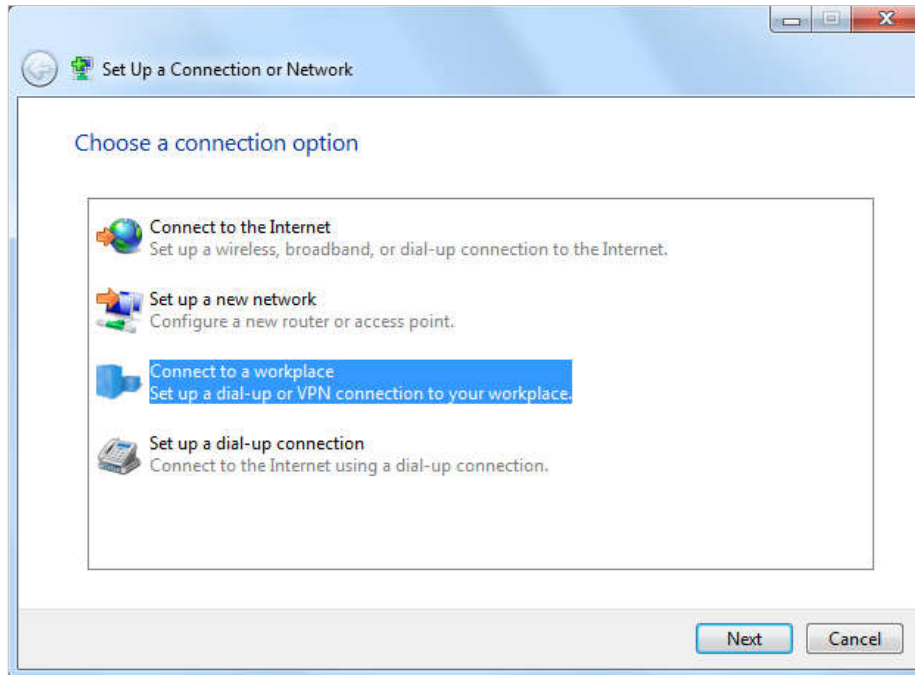 Set Up a Connection or Network
Choose a connection option
Connect to the Internet
Set up a wireless, broadband, or dial-up connection to the Internet.
Set up a new network
Configure a new router or access point.
Connect to a workplace
Set up a dial-up or VPN connection to your workplace.
Set up a dial-up connection
Connect to the Internet using a dial-up connection.
Next
Cancel